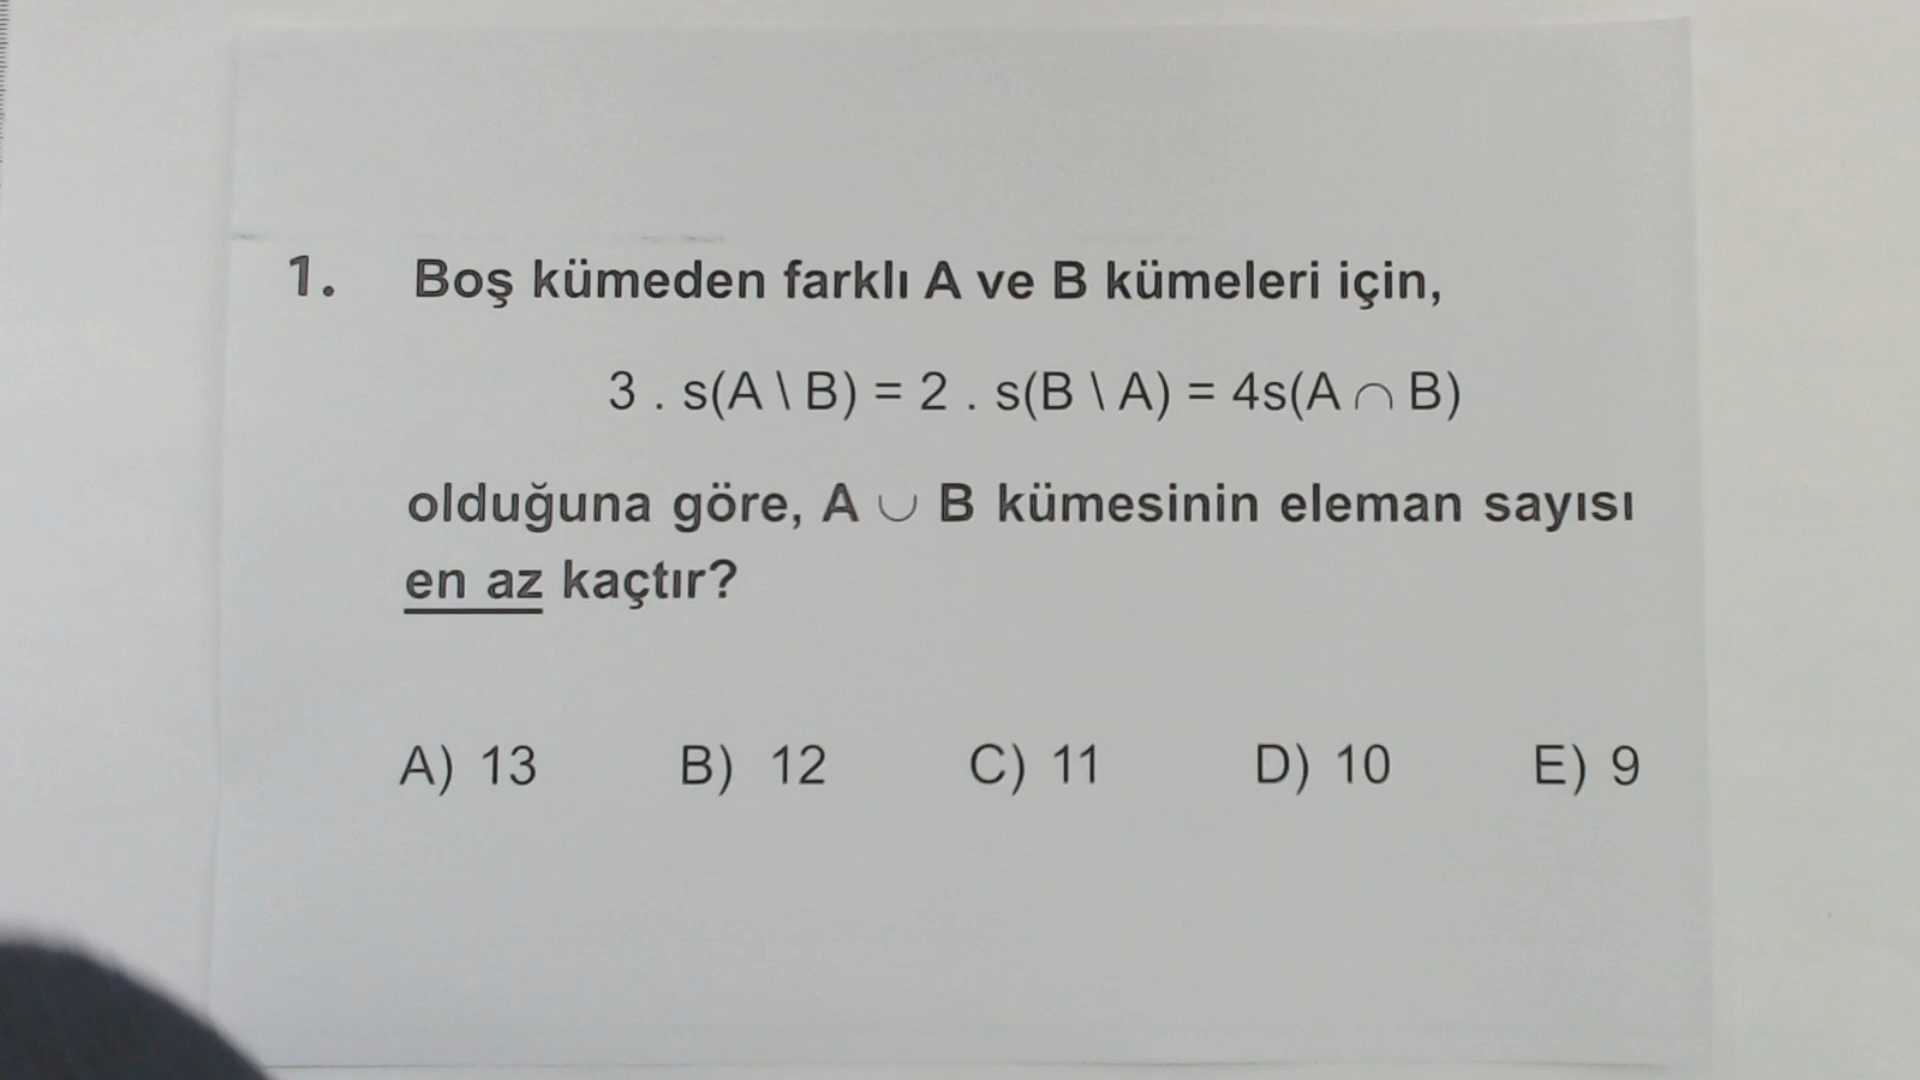 1. Boş kümeden farklı A ve B kümeleri için,
3 . s(A \ B) = 2 . s(B \ A) = 4s(A ∩ B)
olduğuna göre, A ∪ B kümesinin eleman sayısı
en az kaçtır?
A) 13 B) 12 C) 11 D) 10 E) 9